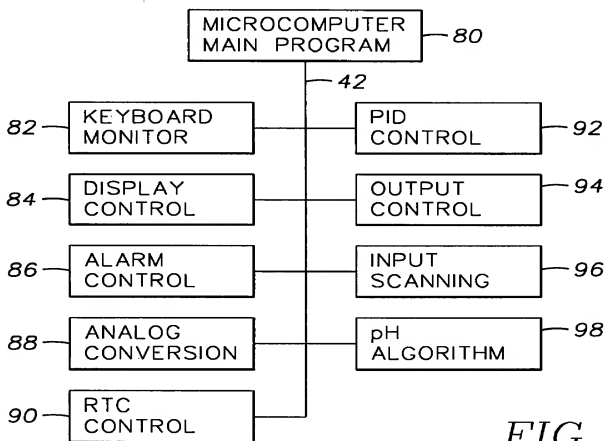 MICROCOMPUTER
MAIN PROGRAM
80
42
82
KEYBOARD
MONITOR
PID
CONTROL
92
84
DISPLAY
CONTROL
OUTPUT
CONTROL
94
86
ALARM
CONTROL
INPUT
SCANNING
96
88
ANALOG
CONVERSION
pH
ALGORITHM
98
90
RTC
CONTROL
FIG